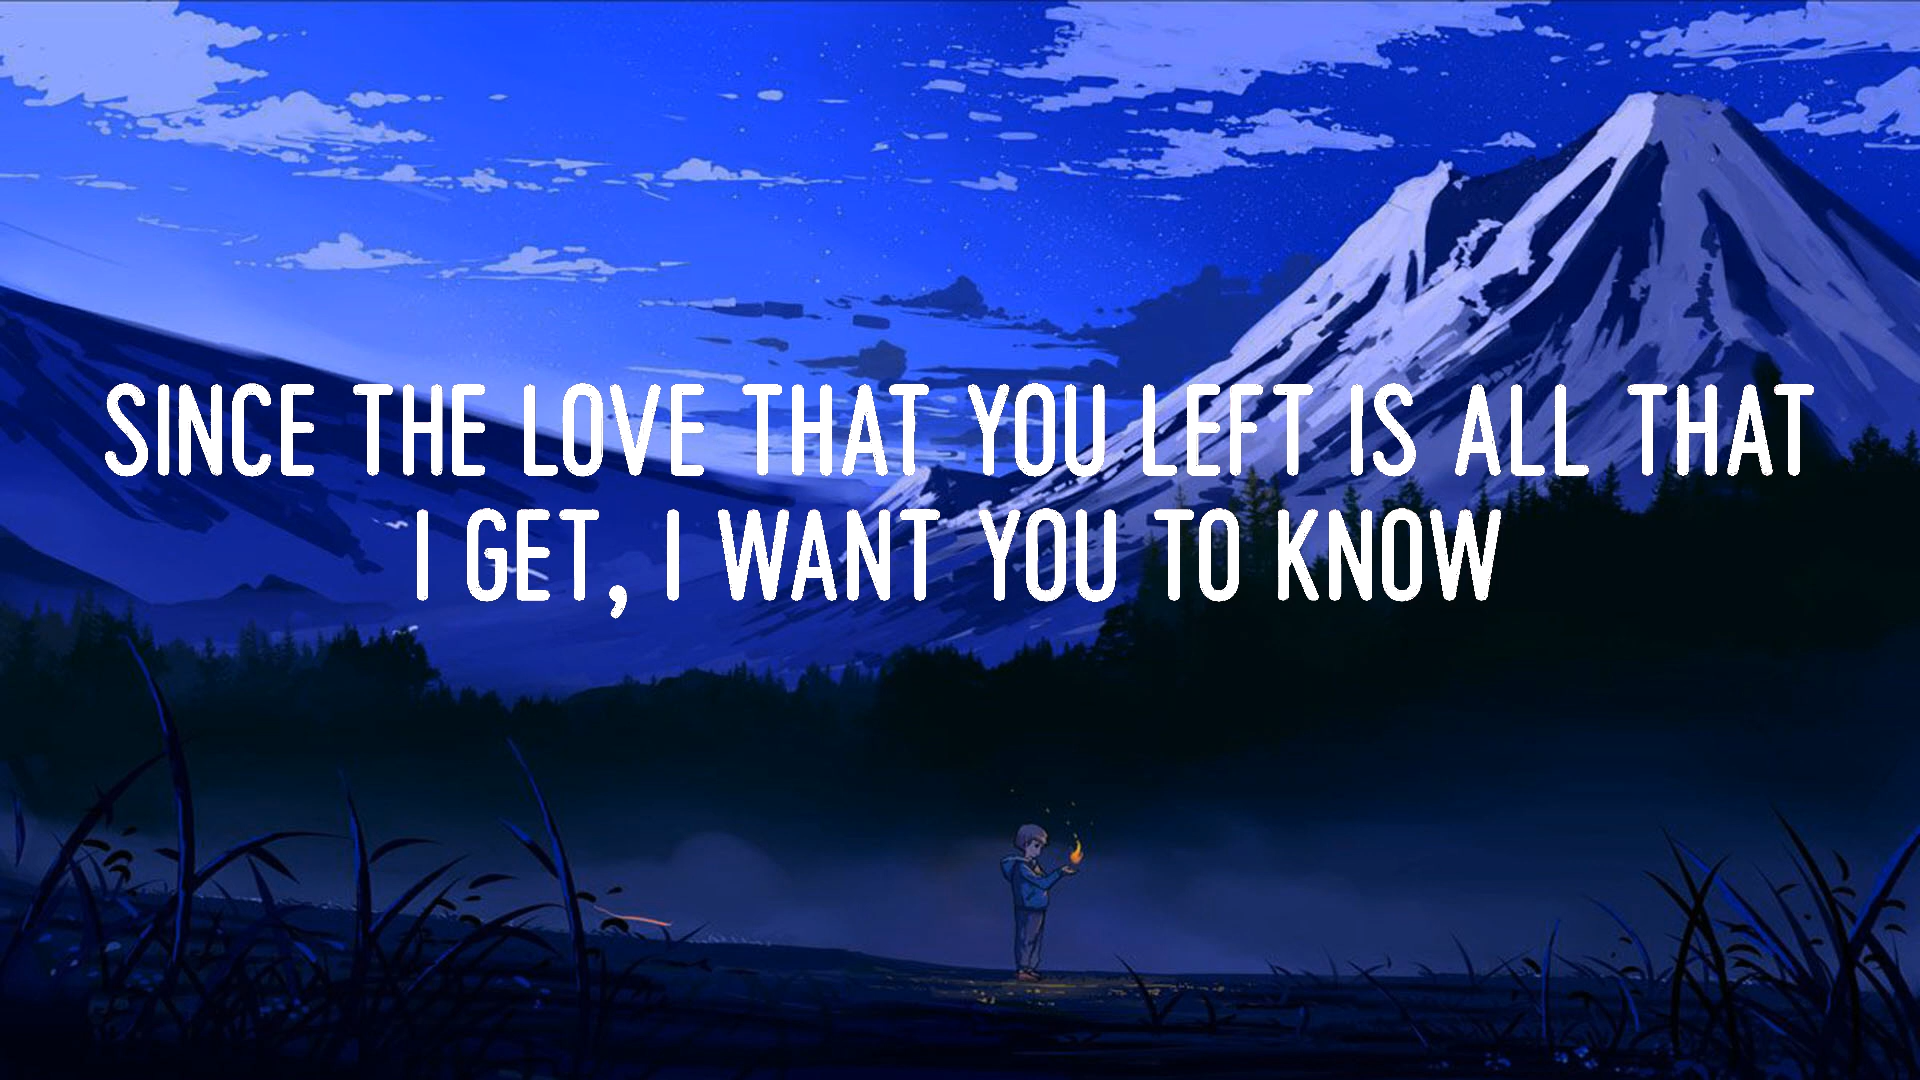 SINCE THE LOVE THAT YOU LEFT IS ALL THAT
I GET, I WANT YOU TO KNOW